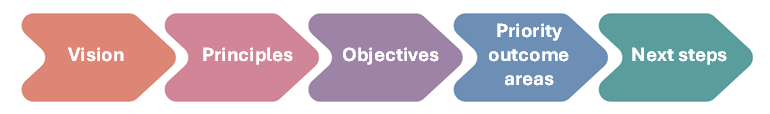 Vision
Principles
Objectives
Priority
outcome
areas
Next steps